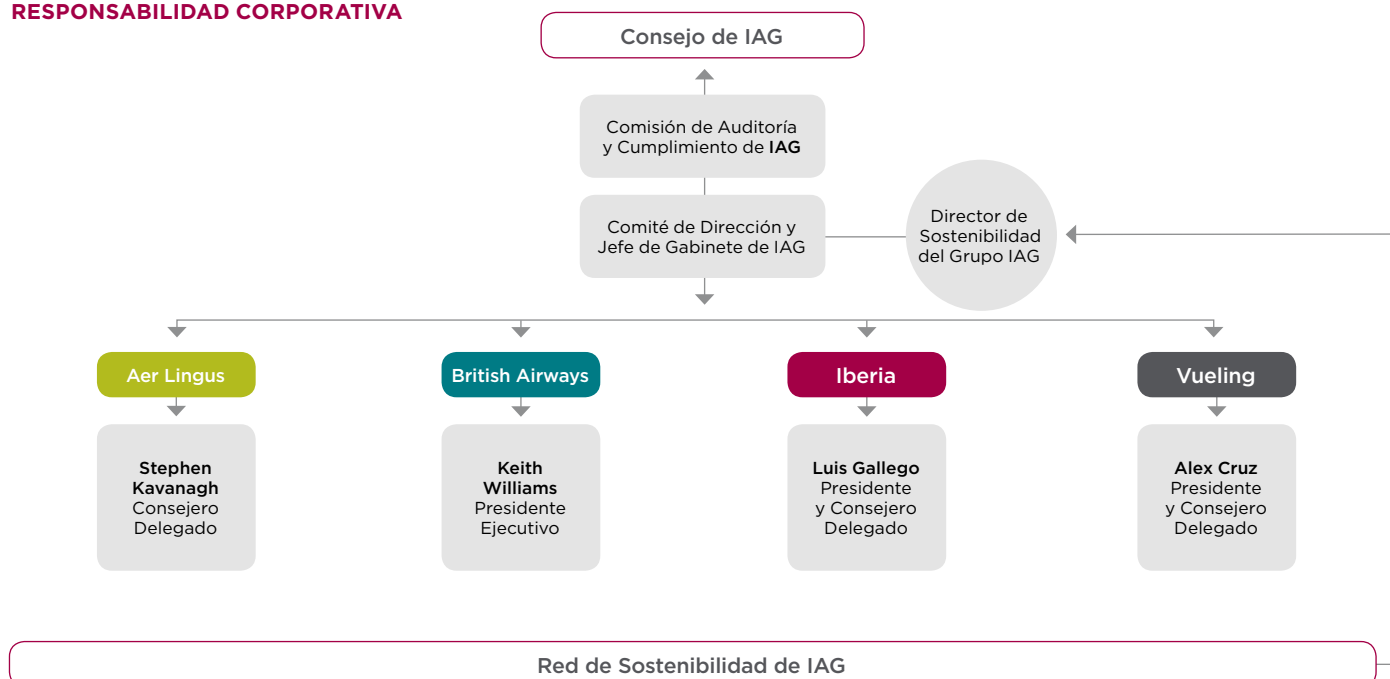 RESPONSABILIDAD CORPORATIVA
Consejo de IAG
Comisión de Auditoría
y Cumplimiento de IAG
Comité de Dirección y
Jefe de Gabinete de IAG
Director de
Sostenibilidad
del Grupo IAG
Aer Lingus
British Airways
Iberia
Vueling
Stephen
Kavanagh
Consejero
Delegado
Keith
Williams
Presidente
Ejecutivo
Luis Gallego
Presidente
y Consejero
Delegado
Alex Cruz
Presidente
y Consejero
Delegado
Red de Sostenibilidad de IAG